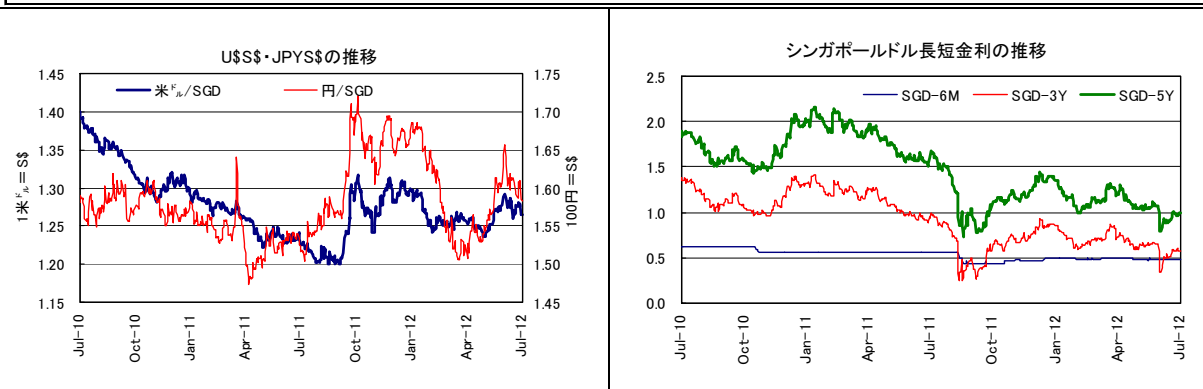 U$S$・JPYS$の推移
米ドル/SGD
円/SGD
1米ドル=S$
1.45
1.40
1.35
1.30
1.25
1.20
1.15
1.75
1.70
1.65
1.60
1.55
1.50
1.45
100円=S$
Jul-10
Oct-10
Jan-11
Apr-11
Jul-11
Oct-11
Jan-12
Apr-12
Jul-12
シンガポールドル長短金利の推移
SGD-6M
SGD-3Y
SGD-5Y
2.5
2.0
1.5
1.0
0.5
0.0
Jul-10
Oct-10
Jan-11
Apr-11
Jul-11
Oct-11
Jan-12
Apr-12
Jul-12